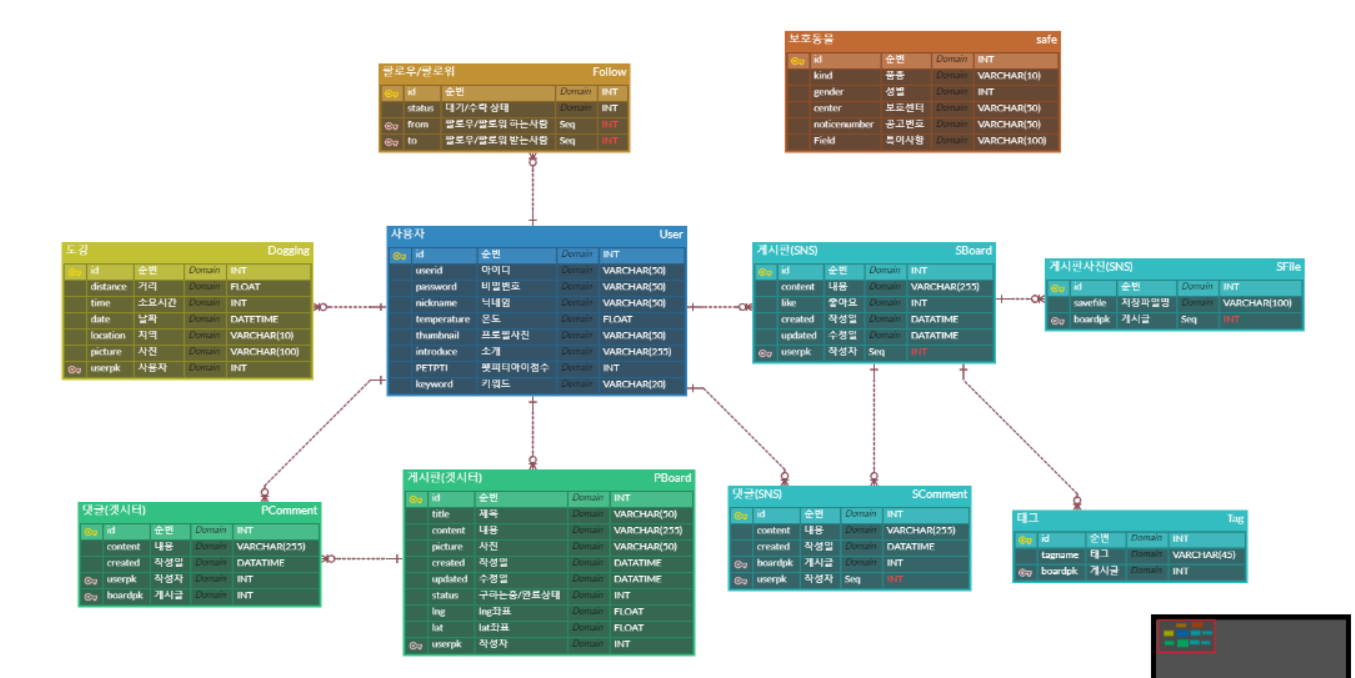 보호동물 safe
id 순번 Domain INT
kind 품종 Domain VARCHAR(10)
gender 성별 Domain INT
center 보호센터 Domain VARCHAR(50)
noticenumber 공고번호 Domain VARCHAR(50)
Field 특이사항 Domain VARCHAR(100)
팔로우/팔로워 Follow
id 순번 Domain INT
status 대기/수락 상태 Domain INT
from 팔로우/팔로워 하는사람 Seq INT
to 팔로우/팔로워 받는사람 Seq INT
도깅 Dogging
id 순번 Domain INT
distance 거리 Domain FLOAT
time 소요시간 Domain INT
date 날짜 Domain DATETIME
location 지역 Domain VARCHAR(10)
picture 사진 Domain VARCHAR(100)
userpk 사용자 Domain INT
사용자 User
id 순번 Domain INT
userid 아이디 Domain VARCHAR(50)
password 비밀번호 Domain VARCHAR(50)
nickname 닉네임 Domain VARCHAR(50)
temperature 온도 Domain FLOAT
thumbnail 프로필사진 Domain VARCHAR(50)
introduce 소개 Domain VARCHAR(255)
PETPTI 펫피티아이점수 Domain INT
keyword 키워드 Domain VARCHAR(20)
게시판(SNS) SBoard
id 순번 Domain INT
content 내용 Domain VARCHAR(255)
like 좋아요 Domain INT
created 작성일 Domain DATATIME
updated 수정일 Domain DATATIME
userpk 작성자 Seq INT
게시판사진(SNS) SFile
id 순번 Domain INT
savefile 저장파일명 Domain VARCHAR(100)
boardpk 게시글 Seq INT
댓글(겟시터) PComment
id 순번 Domain INT
content 내용 Domain VARCHAR(255)
created 작성일 Domain DATATIME
userpk 작성자 Domain INT
boardpk 게시글 Domain INT
게시판(겟시터) PBoard
id 순번 Domain INT
title 제목 Domain VARCHAR(50)
content 내용 Domain VARCHAR(255)
picture 사진 Domain VARCHAR(50)
created 작성일 Domain DATATIME
updated 수정일 Domain DATATIME
status 구하는중/완료상태 Domain INT
lng lng좌표 Domain FLOAT
lat lat좌표 Domain FLOAT
userpk 작성자 Domain INT
댓글(SNS) SComment
id 순번 Domain INT
content 내용 Domain VARCHAR(255)
created 작성일 Domain DATATIME
boardpk 게시글 Domain INT
userpk 작성자 Seq INT
태그 Tag
id 순번 Domain INT
tagname 태그 Domain VARCHAR(45)
boardpk 게시글 Domain INT